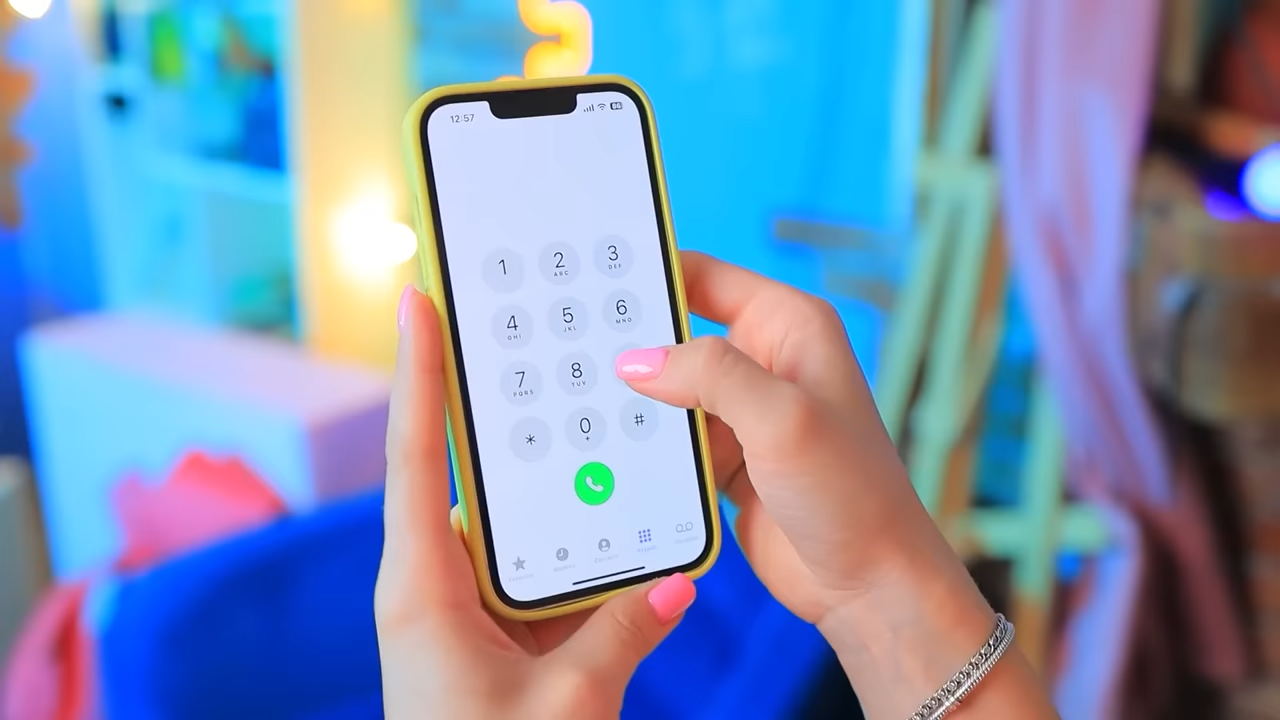 12:57
1 2 3
ABC DEF
4 5 6
GHI JKL MNO
7 8
PQRS TUV
* 0 #
+